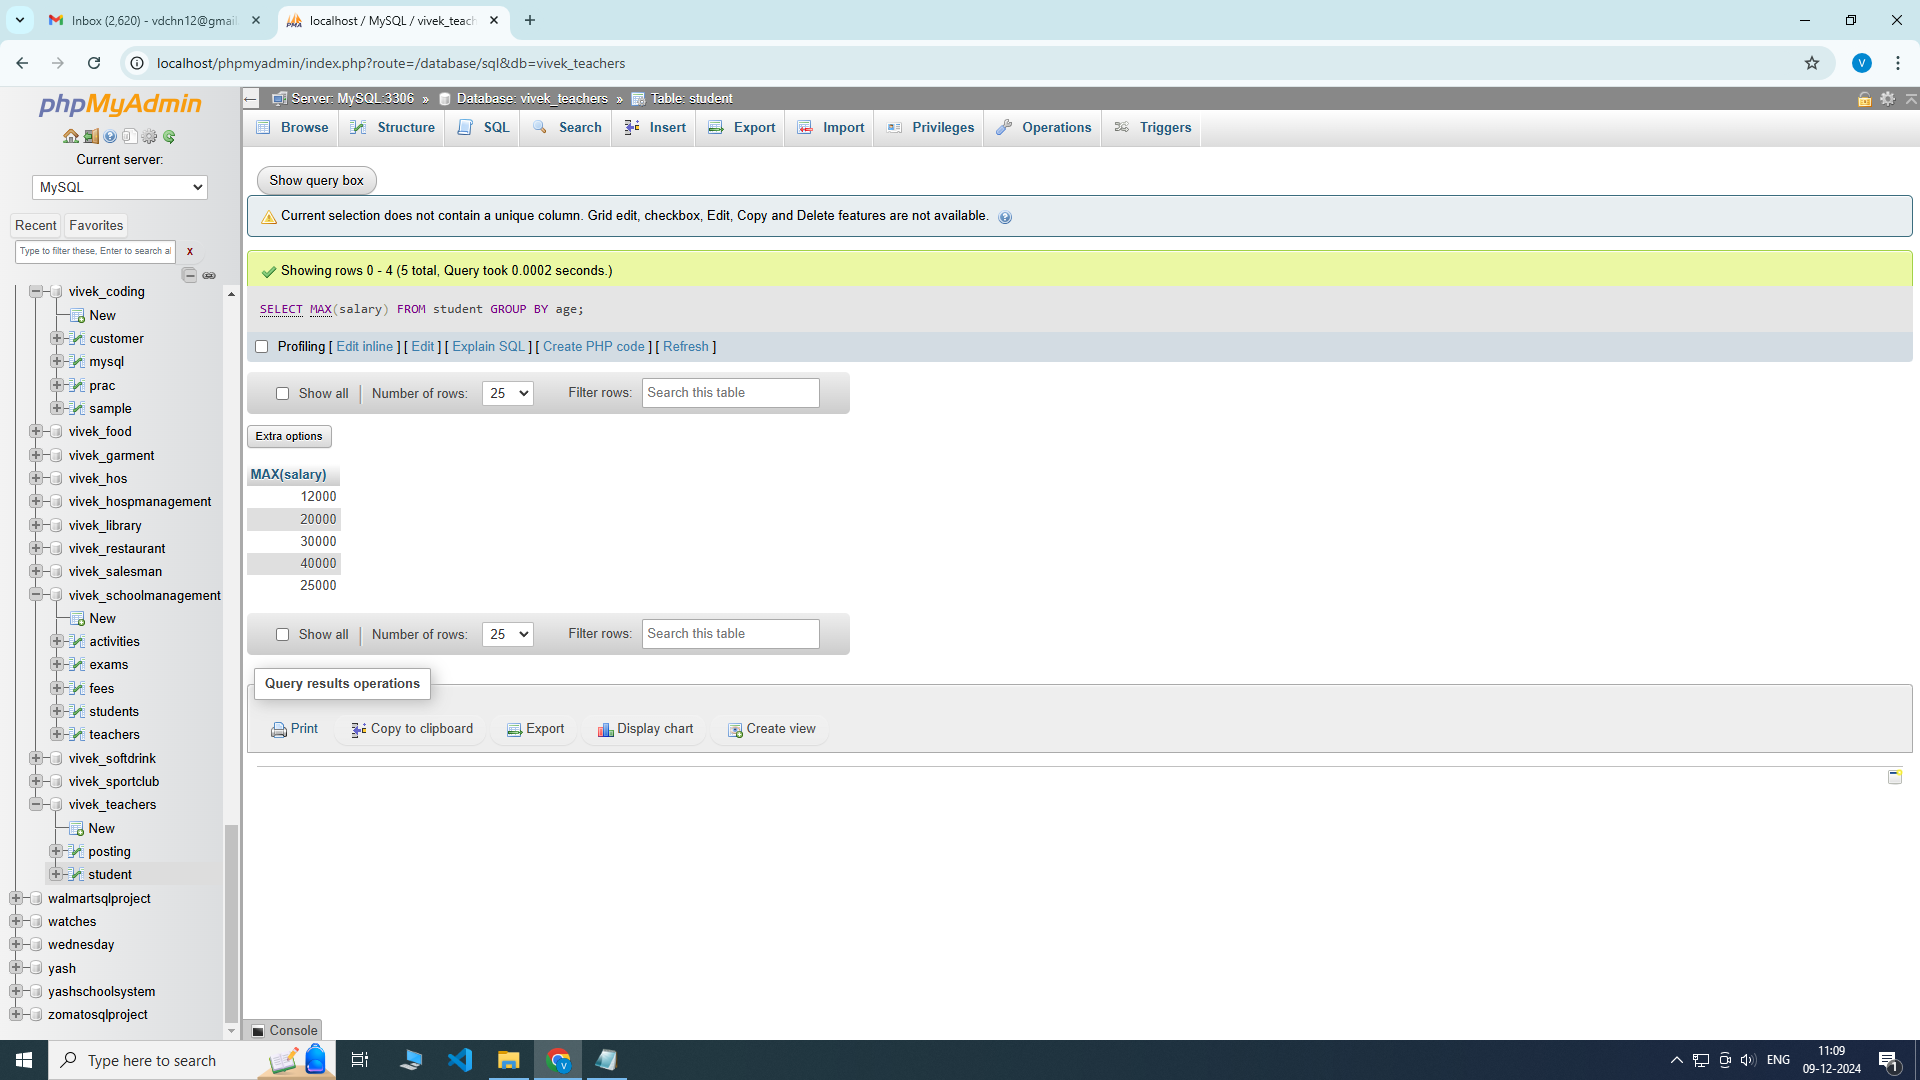 Inbox (2,620) - vdchn12@gmail
localhost / MySQL / vivek_teach
localhost/phpmyadmin/index.php?route=/database/sql&db=vivek_teachers
V
phpMyAdmin
Current server:
MySQL
Recent
Favorites
Type to filter these, Enter to search al
X
vivek_coding
New
customer
mysql
prac
sample
vivek_food
vivek_garment
vivek_hos
vivek_hospmanagement
vivek_library
vivek_restaurant
vivek_salesman
vivek_schoolmanagement
New
activities
exams
fees
students
teachers
vivek_softdrink
vivek_sportclub
vivek_teachers
New
posting
student
walmartsqlproject
watches
wednesday
yash
yashschoolsystem
zomatosqlproject
Server: MySQL:3306 » Database: vivek_teachers » Table: student
Browse Structure SQL Search Insert Export Import Privileges Operations Triggers
Show query box
Current selection does not contain a unique column. Grid edit, checkbox, Edit, Copy and Delete features are not available.
Showing rows 0 - 4 (5 total, Query took 0.0002 seconds.)
SELECT MAX(salary) FROM student GROUP BY age;
Profiling [ Edit inline ] [ Edit ] [ Explain SQL ] [ Create PHP code ] [ Refresh ]
Show all | Number of rows: 25 Filter rows: Search this table
Extra options
MAX(salary)
12000
20000
30000
40000
25000
Show all | Number of rows: 25 Filter rows: Search this table
Query results operations
Print Copy to clipboard Export Display chart Create view
Console
Type here to search
ENG
11:09
09-12-2024
1